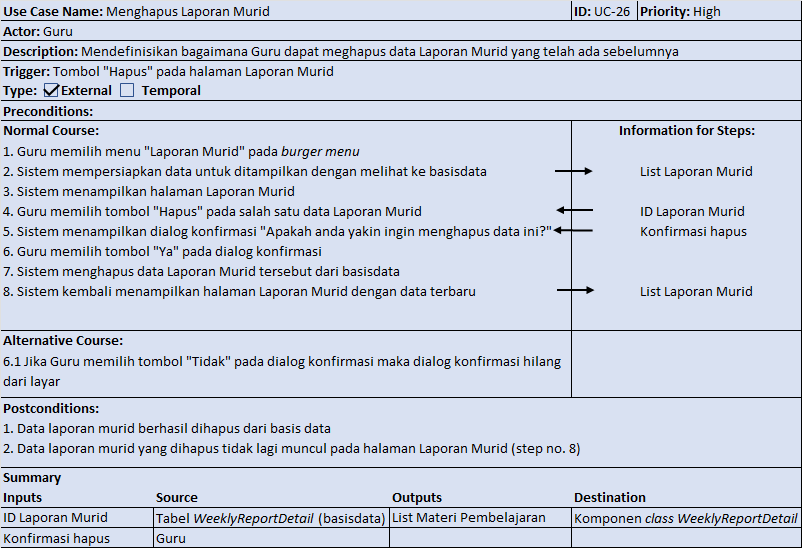 Use Case Name: Menghapus Laporan Murid ID: UC-26 Priority: High
Actor: Guru
Description: Mendefinisikan bagaimana Guru dapat meghapus data Laporan Murid yang telah ada sebelumnya
Trigger: Tombol "Hapus" pada halaman Laporan Murid
Type: External Temporal
Preconditions:
Normal Course: Information for Steps:
1. Guru memilih menu "Laporan Murid" pada burger menu
2. Sistem mempersiapkan data untuk ditampilkan dengan melihat ke basisdata List Laporan Murid
3. Sistem menampilkan halaman Laporan Murid
4. Guru memilih tombol "Hapus" pada salah satu data Laporan Murid ID Laporan Murid
5. Sistem menampilkan dialog konfirmasi "Apakah anda yakin ingin menghapus data ini?" Konfirmasi hapus
6. Guru memilih tombol "Ya" pada dialog konfirmasi
7. Sistem menghapus data Laporan Murid tersebut dari basisdata
8. Sistem kembali menampilkan halaman Laporan Murid dengan data terbaru List Laporan Murid
Alternative Course:
6.1 Jika Guru memilih tombol "Tidak" pada dialog konfirmasi maka dialog konfirmasi hilang
dari layar
Postconditions:
1. Data laporan murid berhasil dihapus dari basis data
2. Data laporan murid yang dihapus tidak lagi muncul pada halaman Laporan Murid (step no. 8)
Summary
Inputs Source Outputs Destination
ID Laporan Murid Tabel WeeklyReportDetail (basisdata) List Materi Pembelajaran Komponen class WeeklyReportDetail
Konfirmasi hapus Guru